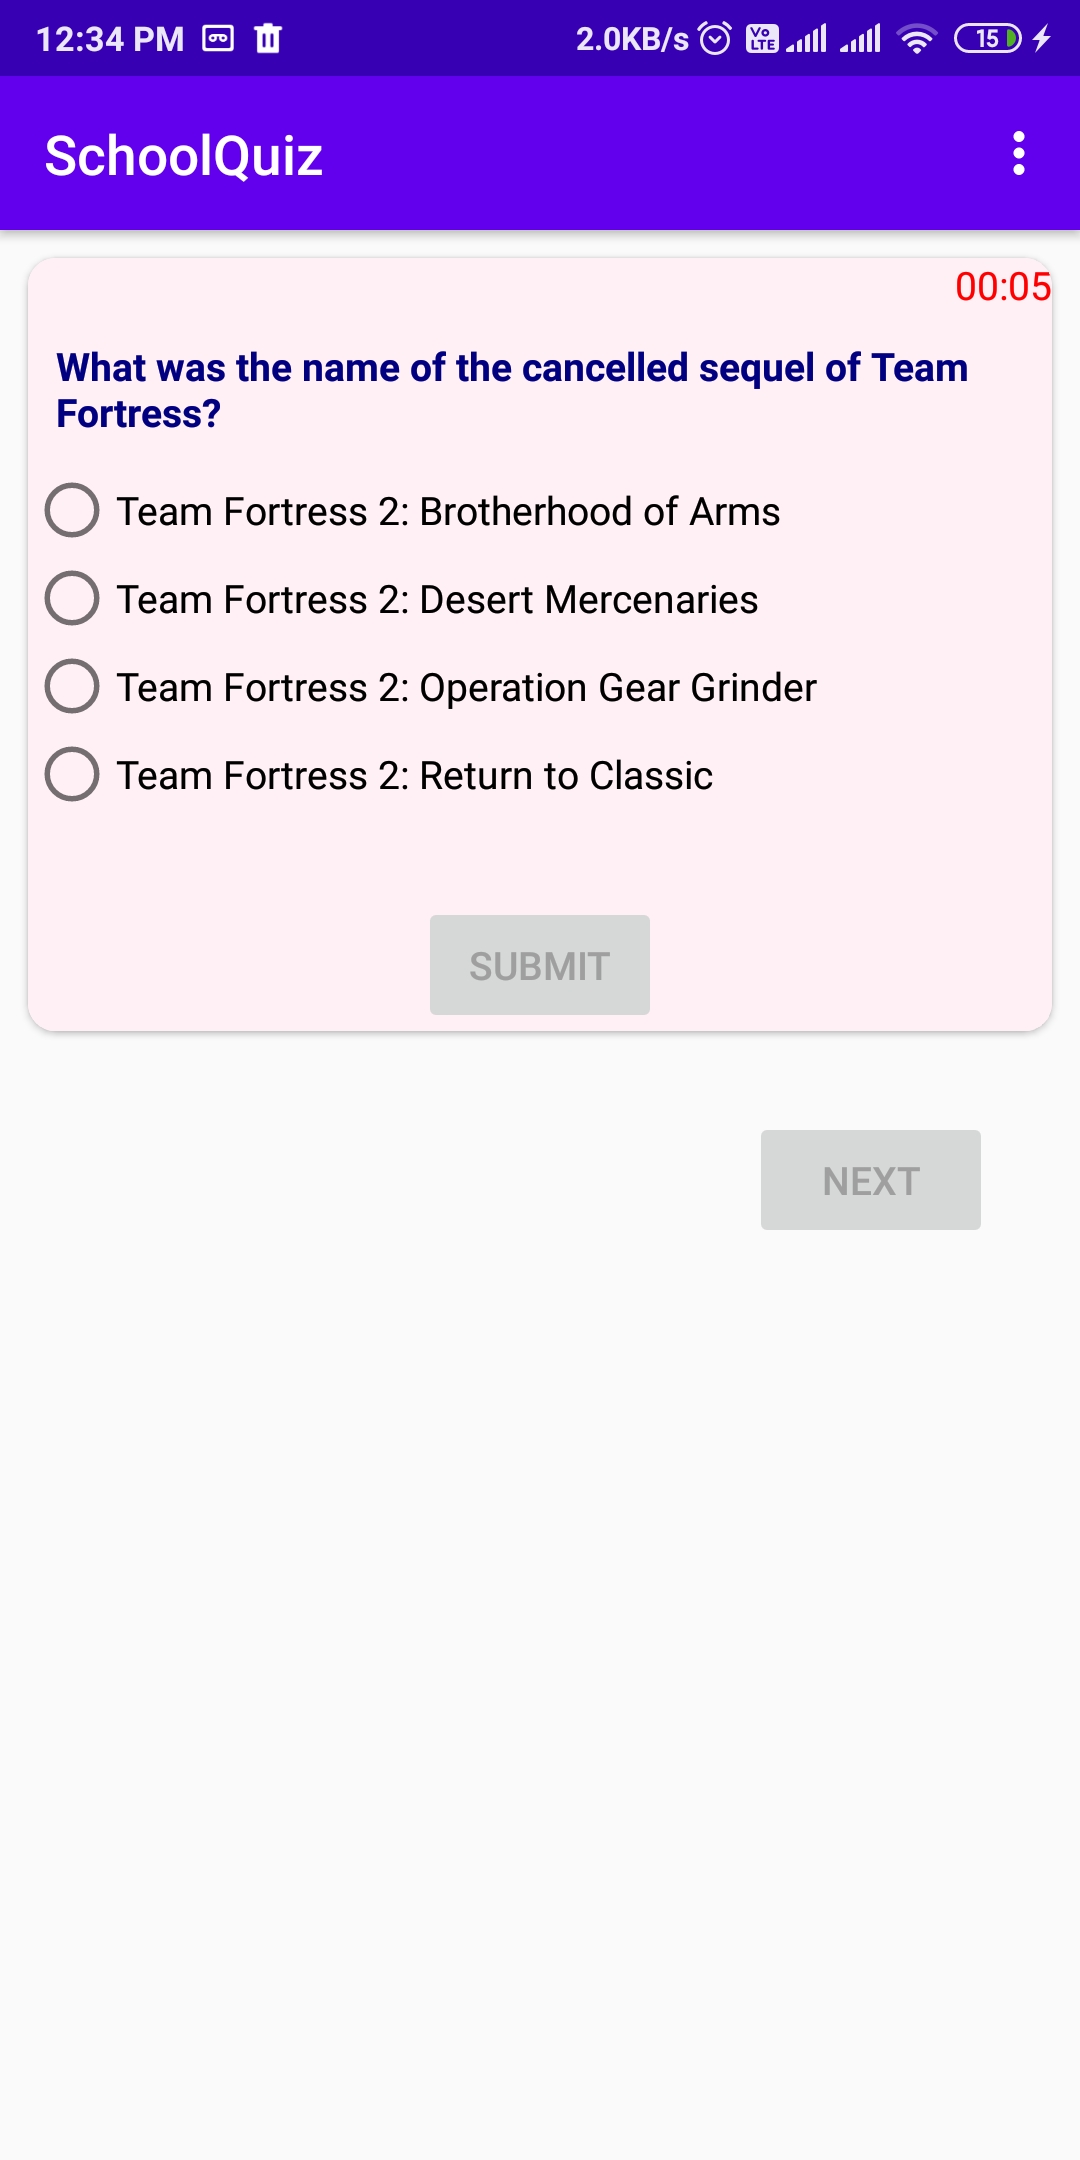 12:34 PM 2.0KB/s Vo LTE 15
SchoolQuiz
00:05
What was the name of the cancelled sequel of Team
Fortress?
Team Fortress 2: Brotherhood of Arms
Team Fortress 2: Desert Mercenaries
Team Fortress 2: Operation Gear Grinder
Team Fortress 2: Return to Classic
SUBMIT
NEXT